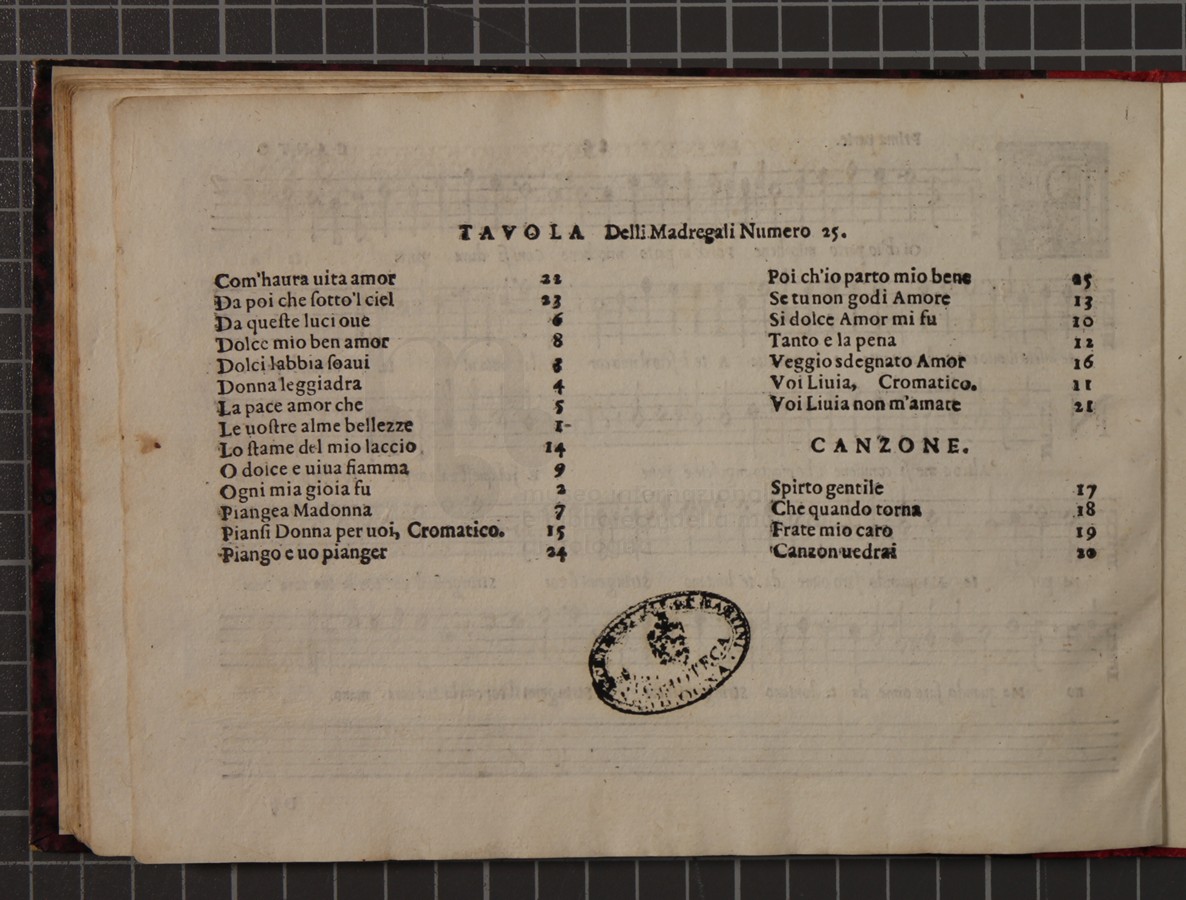 TAVOLA Delli Madregali Numero 25.
Com'haura uita amor 22
Da poi che ſotto'l ciel 23
Da queſte luci oue 6
Dolce mio ben amor 8
Dolci labbia ſoaui 3
Donna leggiadra 4
La pace amor che 5
Le uoſtre alme bellezze 1
Lo ſtame del mio laccio 14
O dolce e uiua fiamma 9
Ogni mia gioia fu 2
Piangea Madonna 7
Pianſi Donna per uoi, Cromatico. 15
Piango e uo pianger 24
Poi ch'io parto mio bene 25
Se tu non godi Amore 13
Si dolce Amor mi fu 10
Tanto e la pena 12
Veggio sdegnato Amor 16
Voi Liuia, Cromatico. 11
Voi Liuia non m'amate 21
CANZONE.
Spirto gentile 17
Che quando torna 18
Frate mio caro 19
Canzon uedrai 20
MARTINI
BIBLIOTECA
BOLOGNA